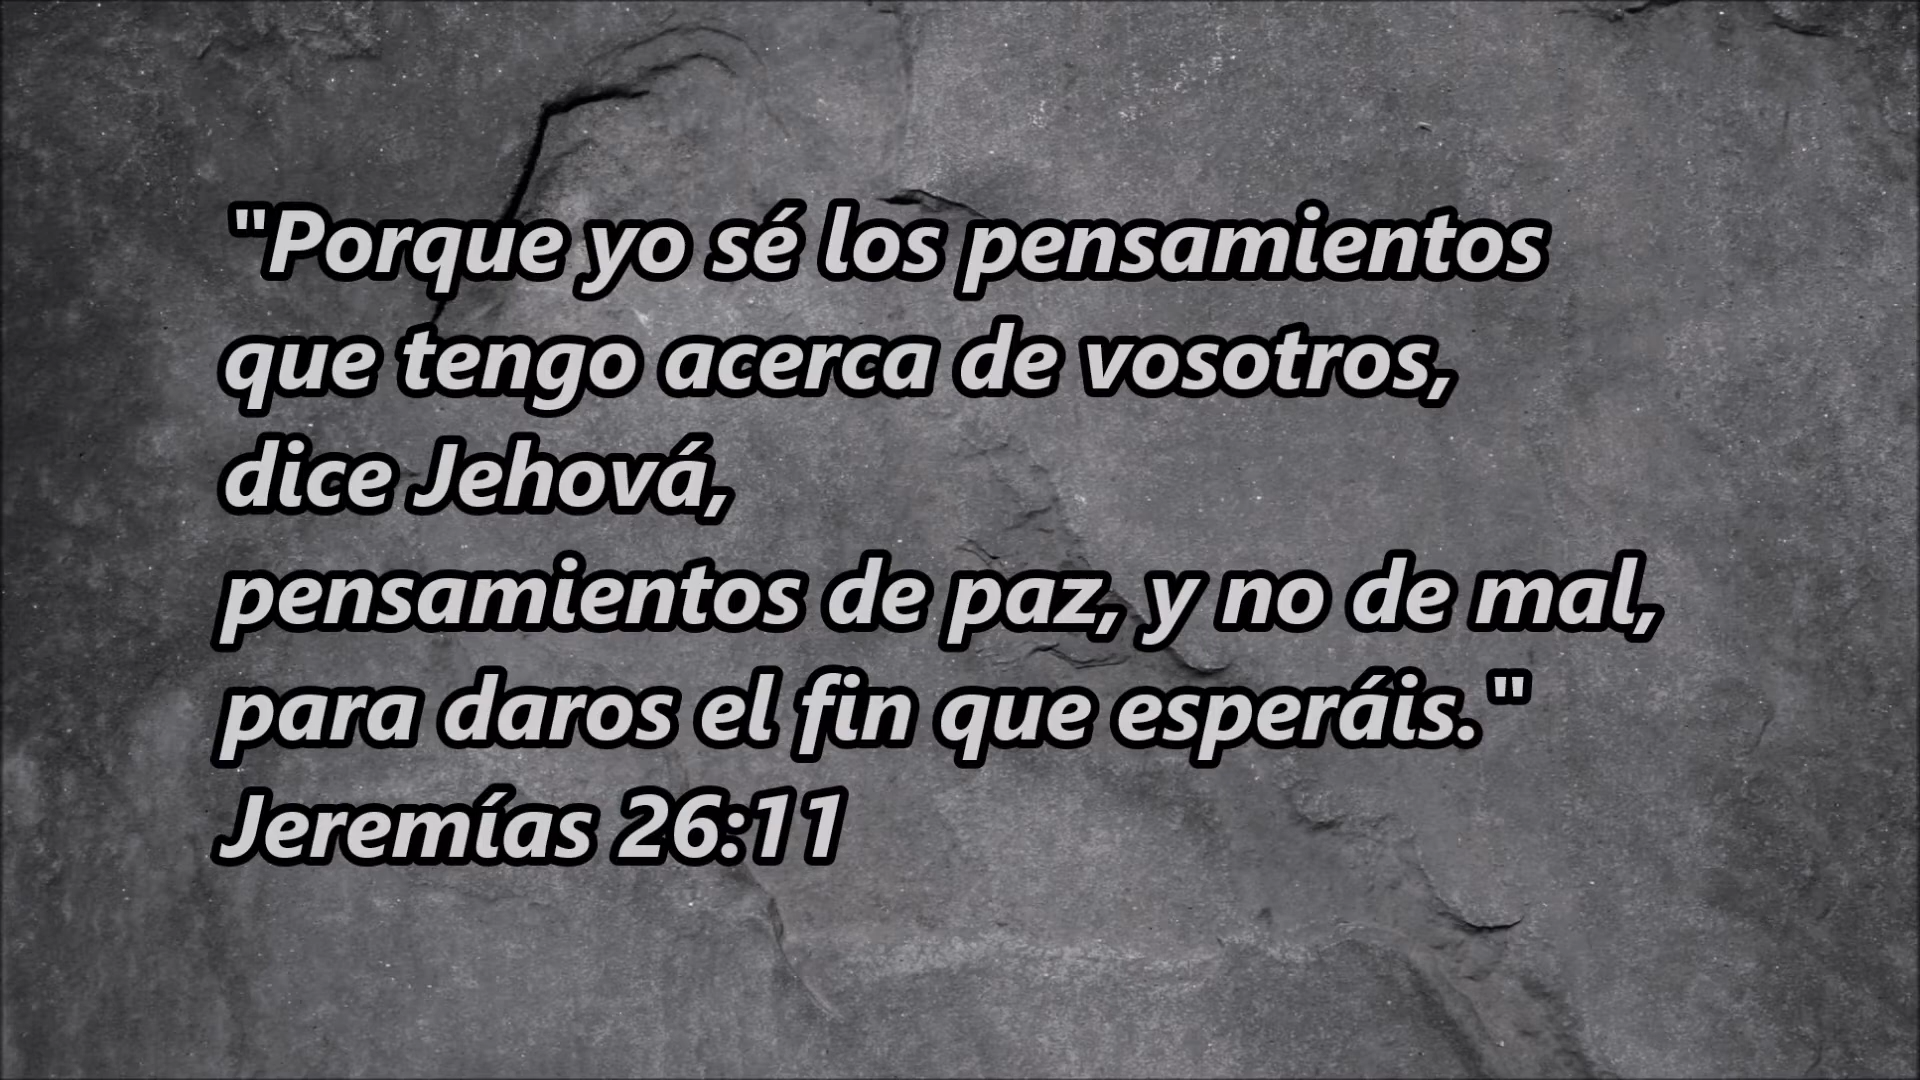 "Porque yo sé los pensamientos
que tengo acerca de vosotros,
dice Jehová,
pensamientos de paz, y no de mal,
para daros el fin que esperáis."
Jeremías 26:11